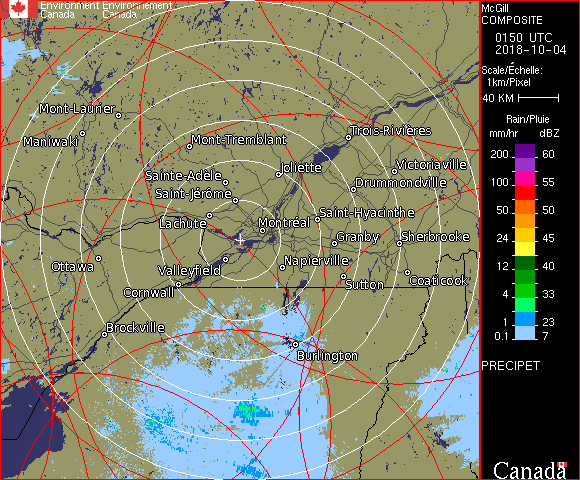 Environment Environnement
Canada Canada
McGill
COMPOSITE
0150 UTC
2018-10-04
Scale/Échelle:
1km/Pixel
40 KM
Rain/Pluie
mm/hr dBZ
200 60
100 55
50 50
24 45
12 40
4 33
1 23
0.1 7
PRECIPET
Canada
Mont-Laurier
Maniwaki
Mont-Tremblant
Trois-Rivières
Sainte-Adèle
Joliette
Victoriaville
Saint-Jérôme
Drummondville
Lachute
Montréal
Saint-Hyacinthe
Granby
Sherbrooke
Ottawa
Valleyfield
Napierville
Cornwall
Sutton
Coaticook
Brockville
Burlington